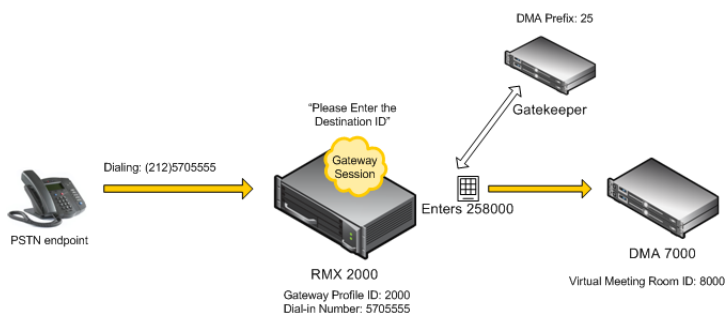 DMA Prefix: 25
Gatekeeper
"Please Enter the
Destination ID"
Gateway
Session
Dialing: (212)5705555
PSTN endpoint
Enters 258000
RMX 2000
Gateway Profile ID: 2000
Dial-in Number: 5705555
DMA 7000
Virtual Meeting Room ID: 8000